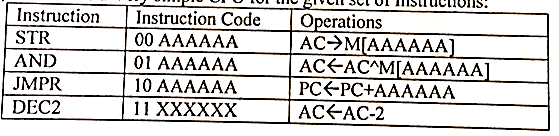 very simple CPU for the given set of Instructions:
Instruction Instruction Code Operations
STR 00 AAAAAA AC→M[AAAAAA]
AND 01 AAAAAA AC←AC^M[AAAAAA]
JMPR 10 AAAAAA PC←PC+AAAAAA
DEC2 11 XXXXXX AC←AC-2